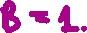 B = 1.